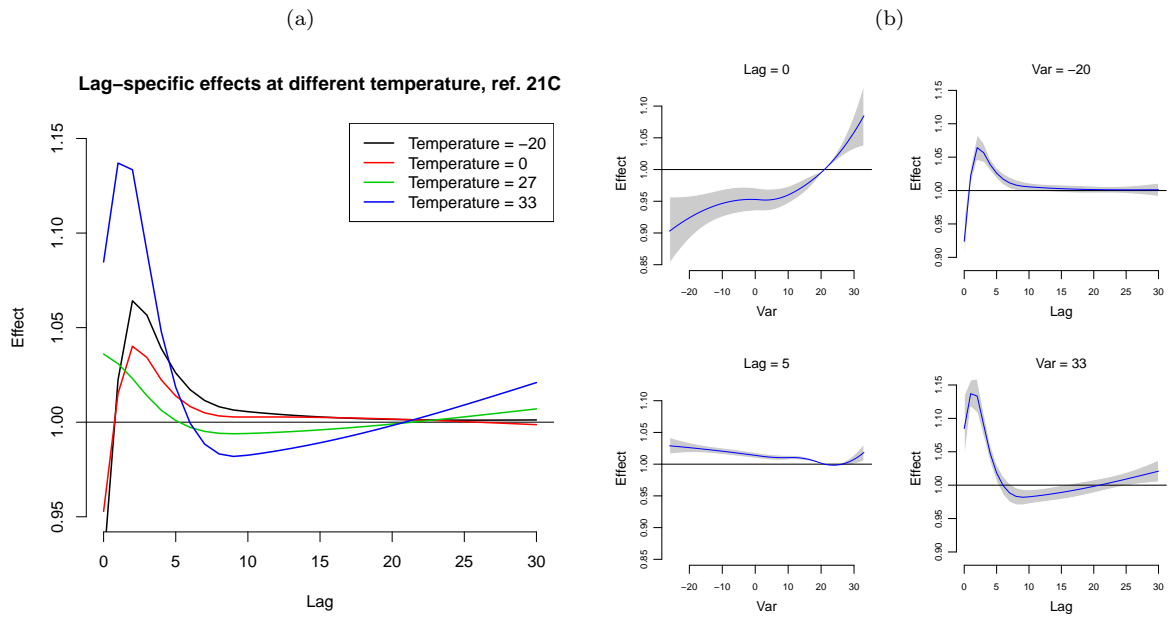 (a)
Lag−specific effects at different temperature, ref. 21C
Temperature = −20
Temperature = 0
Temperature = 27
Temperature = 33
Effect
1.15
1.10
1.05
1.00
0.95
0 5 10 15 20 25 30
Lag
(b)
Lag = 0
Effect
1.10
1.05
1.00
0.95
0.90
0.85
−20 −10 0 10 20 30
Var
Var = −20
Effect
1.15
1.10
1.05
1.00
0.95
0.90
0 5 10 15 20 25 30
Lag
Lag = 5
Effect
1.10
1.05
1.00
0.95
0.90
0.85
−20 −10 0 10 20 30
Var
Var = 33
Effect
1.15
1.10
1.05
1.00
0.95
0.90
0 5 10 15 20 25 30
Lag